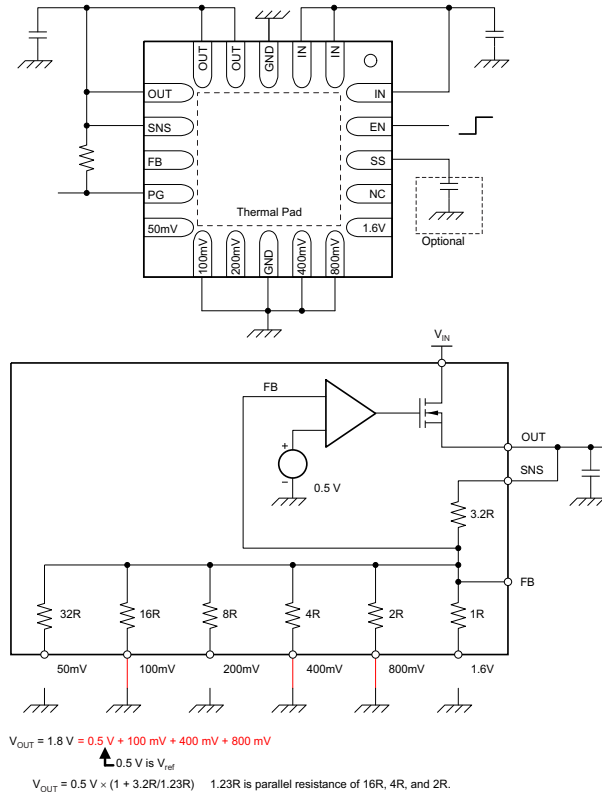 OUT
OUT
GND
IN
IN
OUT
IN
SNS
EN
FB
SS
PG
NC
Thermal Pad
50mV
1.6V
Optional
100mV
200mV
GND
400mV
800mV
VIN
FB
OUT
+
SNS
−
0.5 V
3.2R
FB
32R
16R
8R
4R
2R
1R
50mV
100mV
200mV
400mV
800mV
1.6V
VOUT = 1.8 V = 0.5 V + 100 mV + 400 mV + 800 mV
0.5 V is Vref
VOUT = 0.5 V × (1 + 3.2R/1.23R) 1.23R is parallel resistance of 16R, 4R, and 2R.